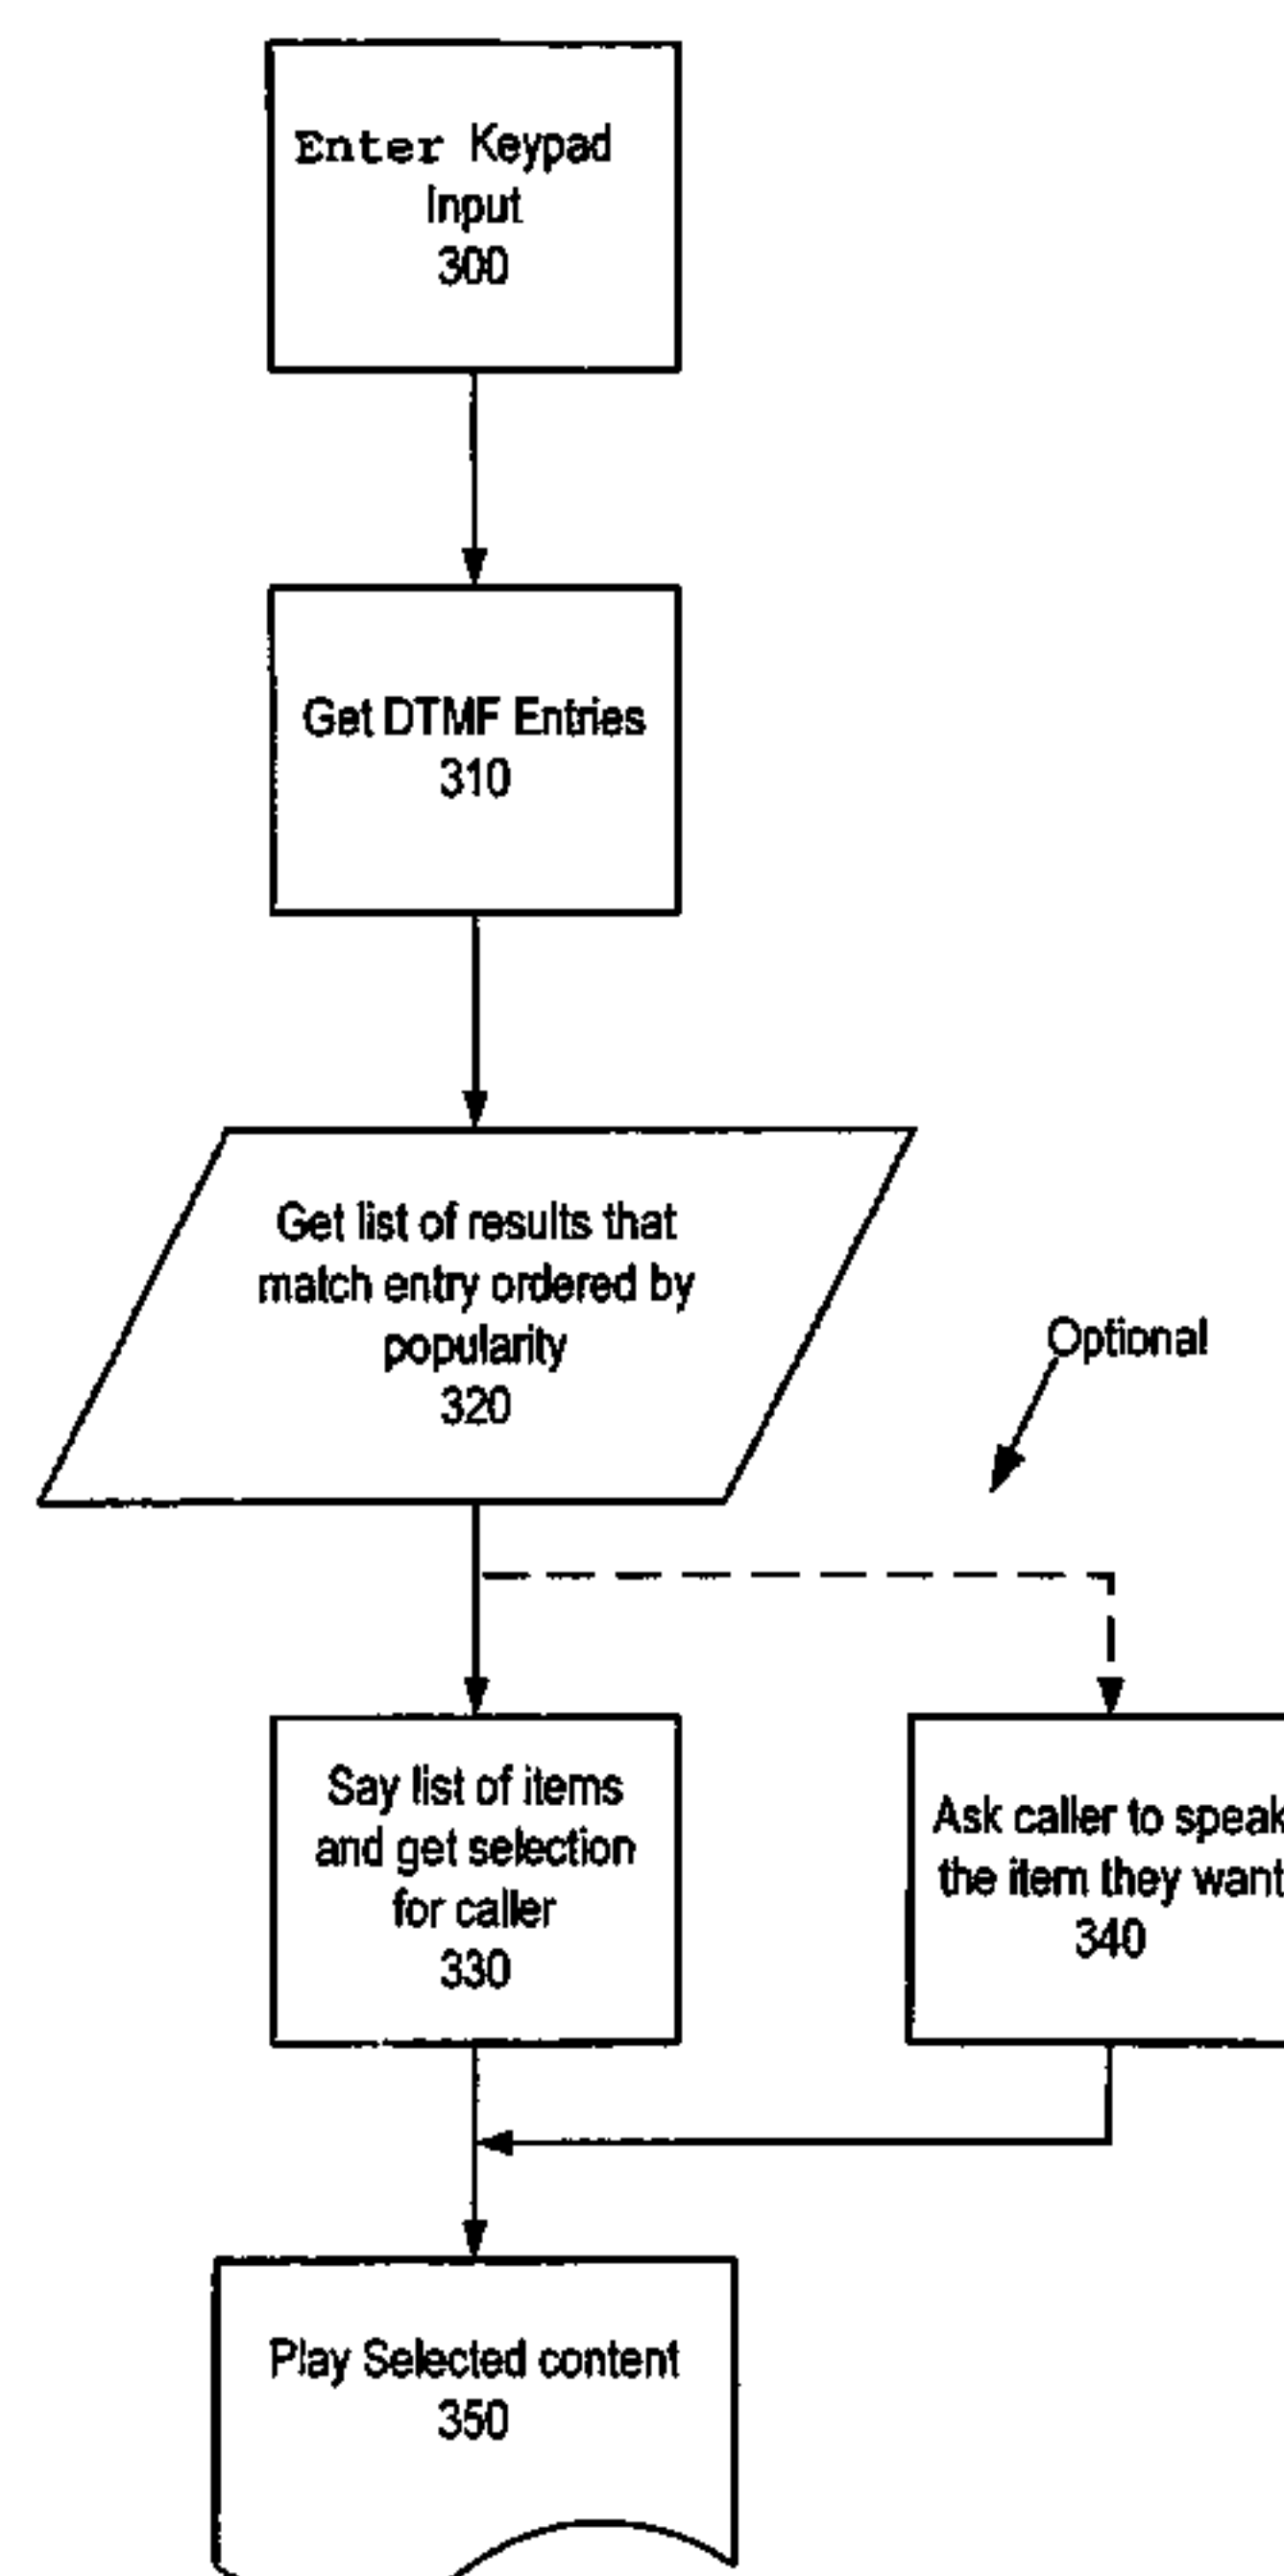 Enter Keypad
Input
300
Get DTMF Entries
310
Get list of results that
match entry ordered by
popularity
320
Optional
Say list of items
and get selection
for caller
330
Ask caller to speak
the item they want
340
Play Selected content
350